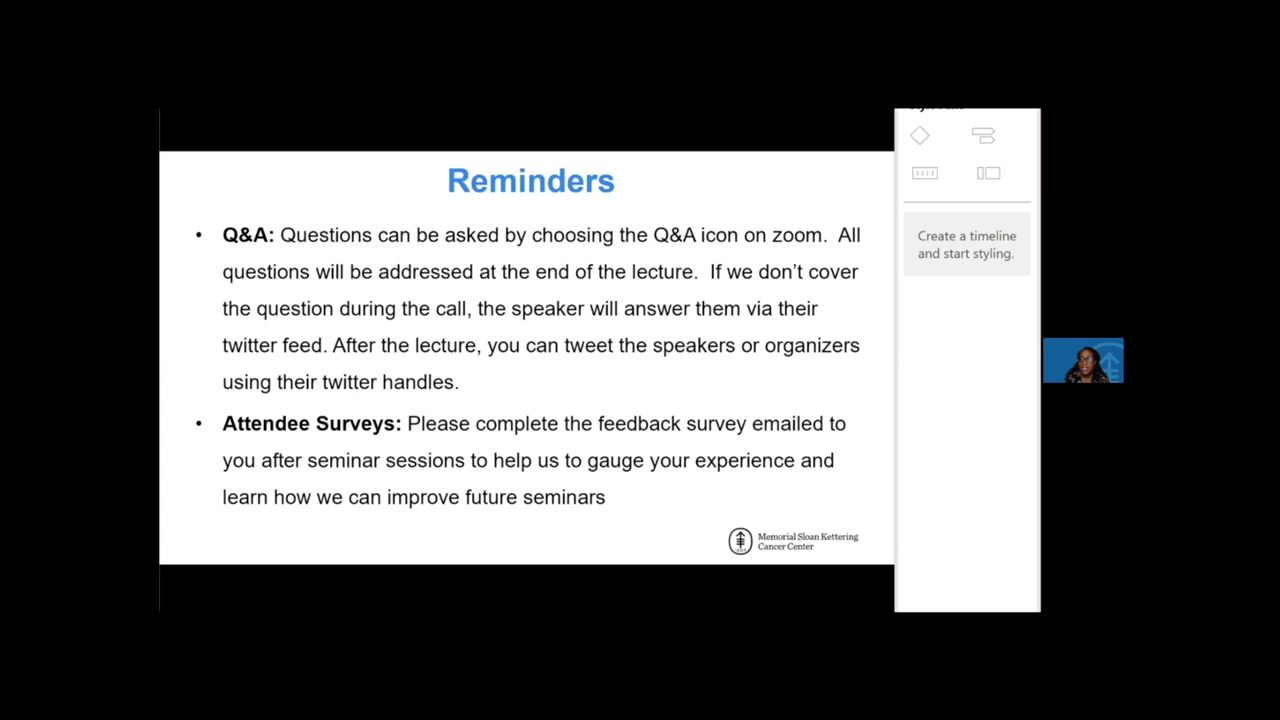 Reminders
• Q&A: Questions can be asked by choosing the Q&A icon on zoom.  All
questions will be addressed at the end of the lecture.  If we don’t cover
the question during the call, the speaker will answer them via their
twitter feed. After the lecture, you can tweet the speakers or organizers
using their twitter handles.
• Attendee Surveys: Please complete the feedback survey emailed to
you after seminar sessions to help us to gauge your experience and
learn how we can improve future seminars
Memorial Sloan Kettering
Cancer Center
Create a timeline
and start styling.